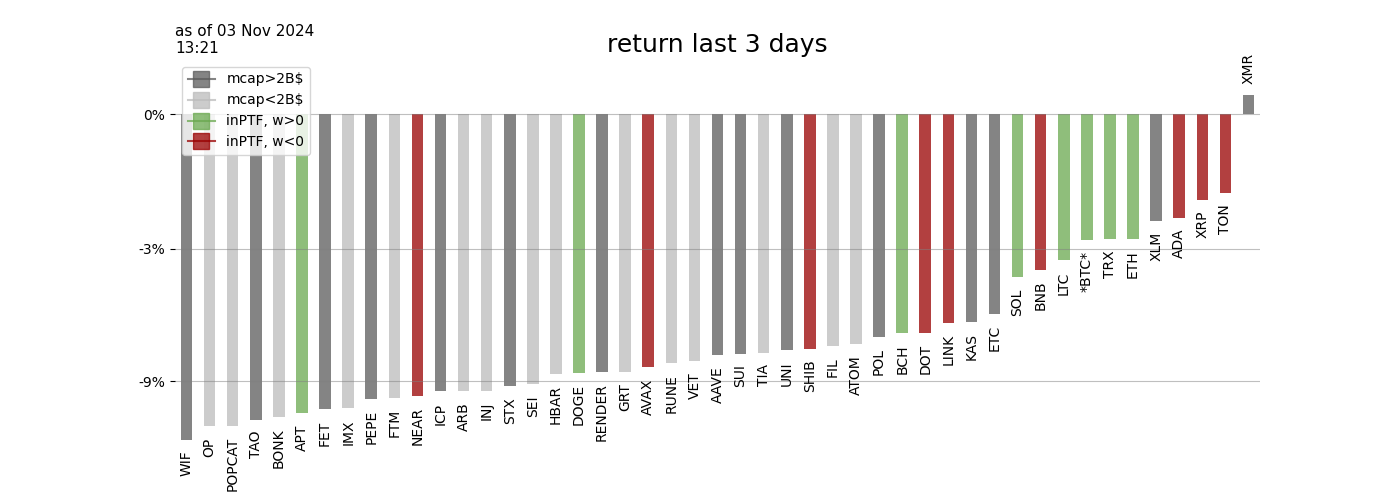 as of 03 Nov 2024
13:21
return last 3 days
mcap>2B$
mcap<2B$
inPTF, w>0
inPTF, w<0
0%
-3%
-9%
WIF
OP
POPCAT
TAO
BONK
APT
FET
IMX
PEPE
FTM
NEAR
ICP
ARB
INJ
STX
SEI
HBAR
DOGE
RENDER
GRT
AVAX
RUNE
VET
AAVE
SUI
TIA
UNI
SHIB
FIL
ATOM
POL
BCH
DOT
LINK
KAS
ETC
SOL
BNB
LTC
*BTC*
TRX
ETH
XLM
ADA
XRP
TON
XMR